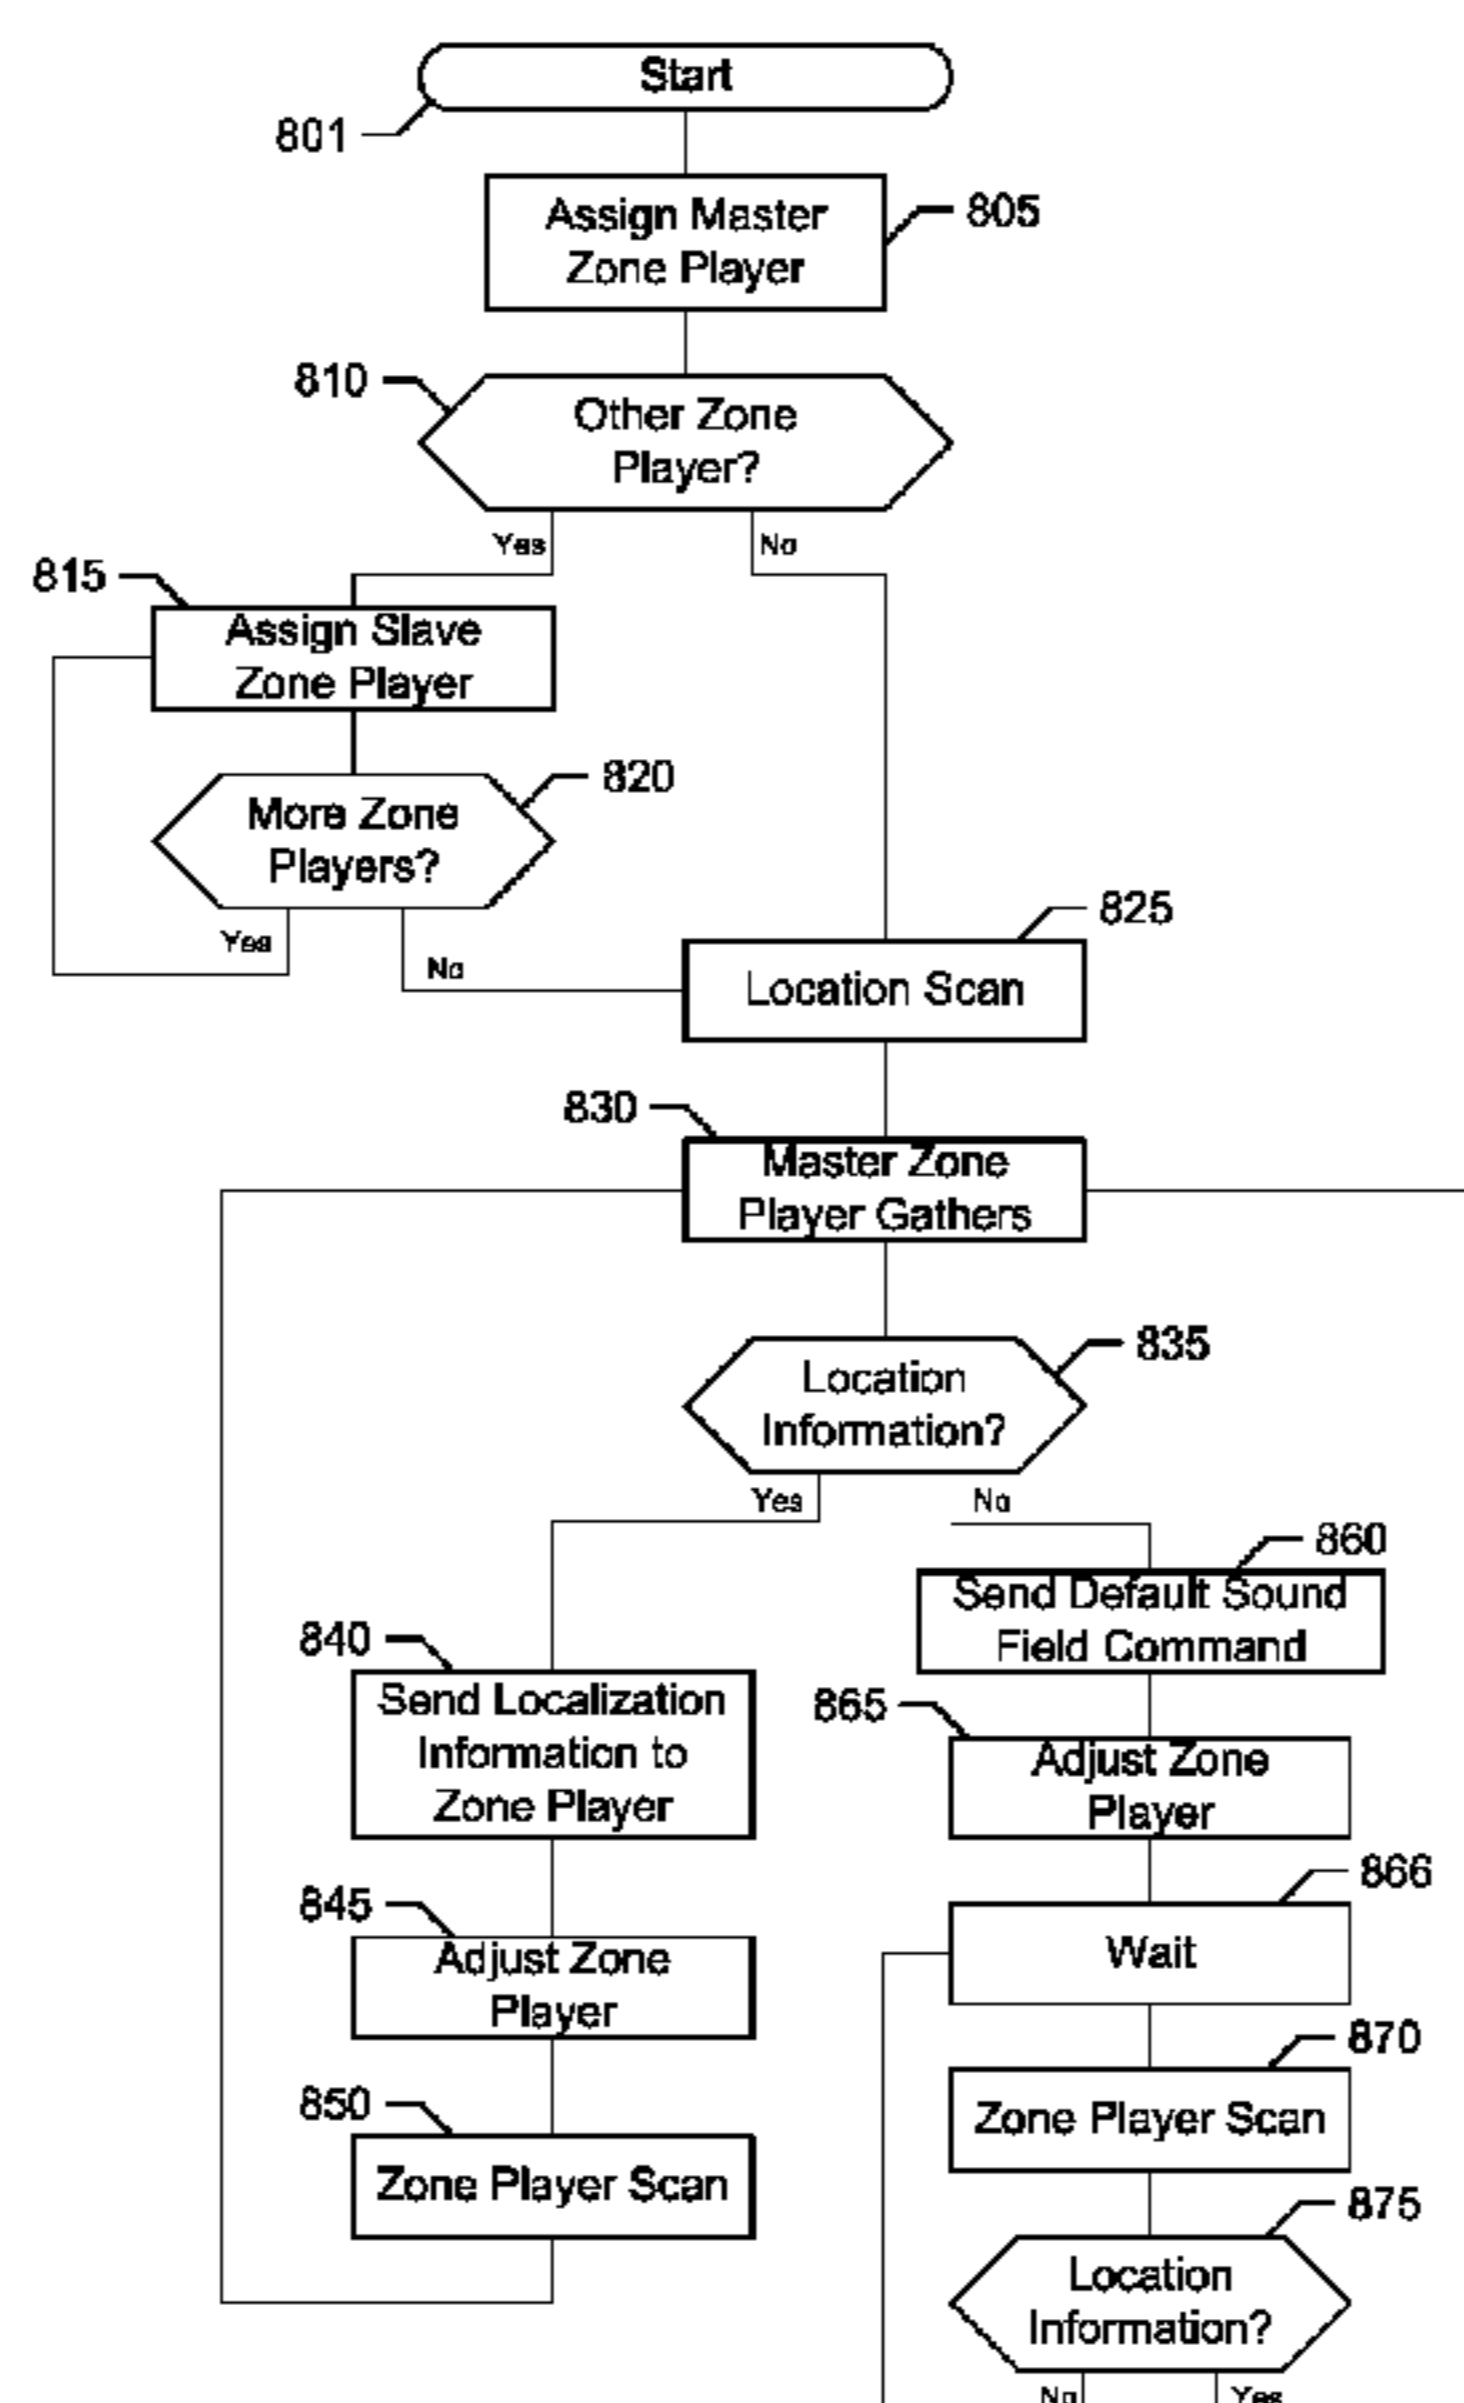 Start
801
Assign Master
Zone Player
805
810
Other Zone
Player?
Yes
No
815
Assign Slave
Zone Player
820
More Zone
Players?
Yes
No
825
Location Scan
830
Master Zone
Player Gathers
835
Location
Information?
Yes
No
860
Send Default Sound
Field Command
840
Send Localization
Information to
Zone Player
865
Adjust Zone
Player
866
Wait
845
Adjust Zone
Player
870
Zone Player Scan
850
Zone Player Scan
875
Location
Information?
No
Yes